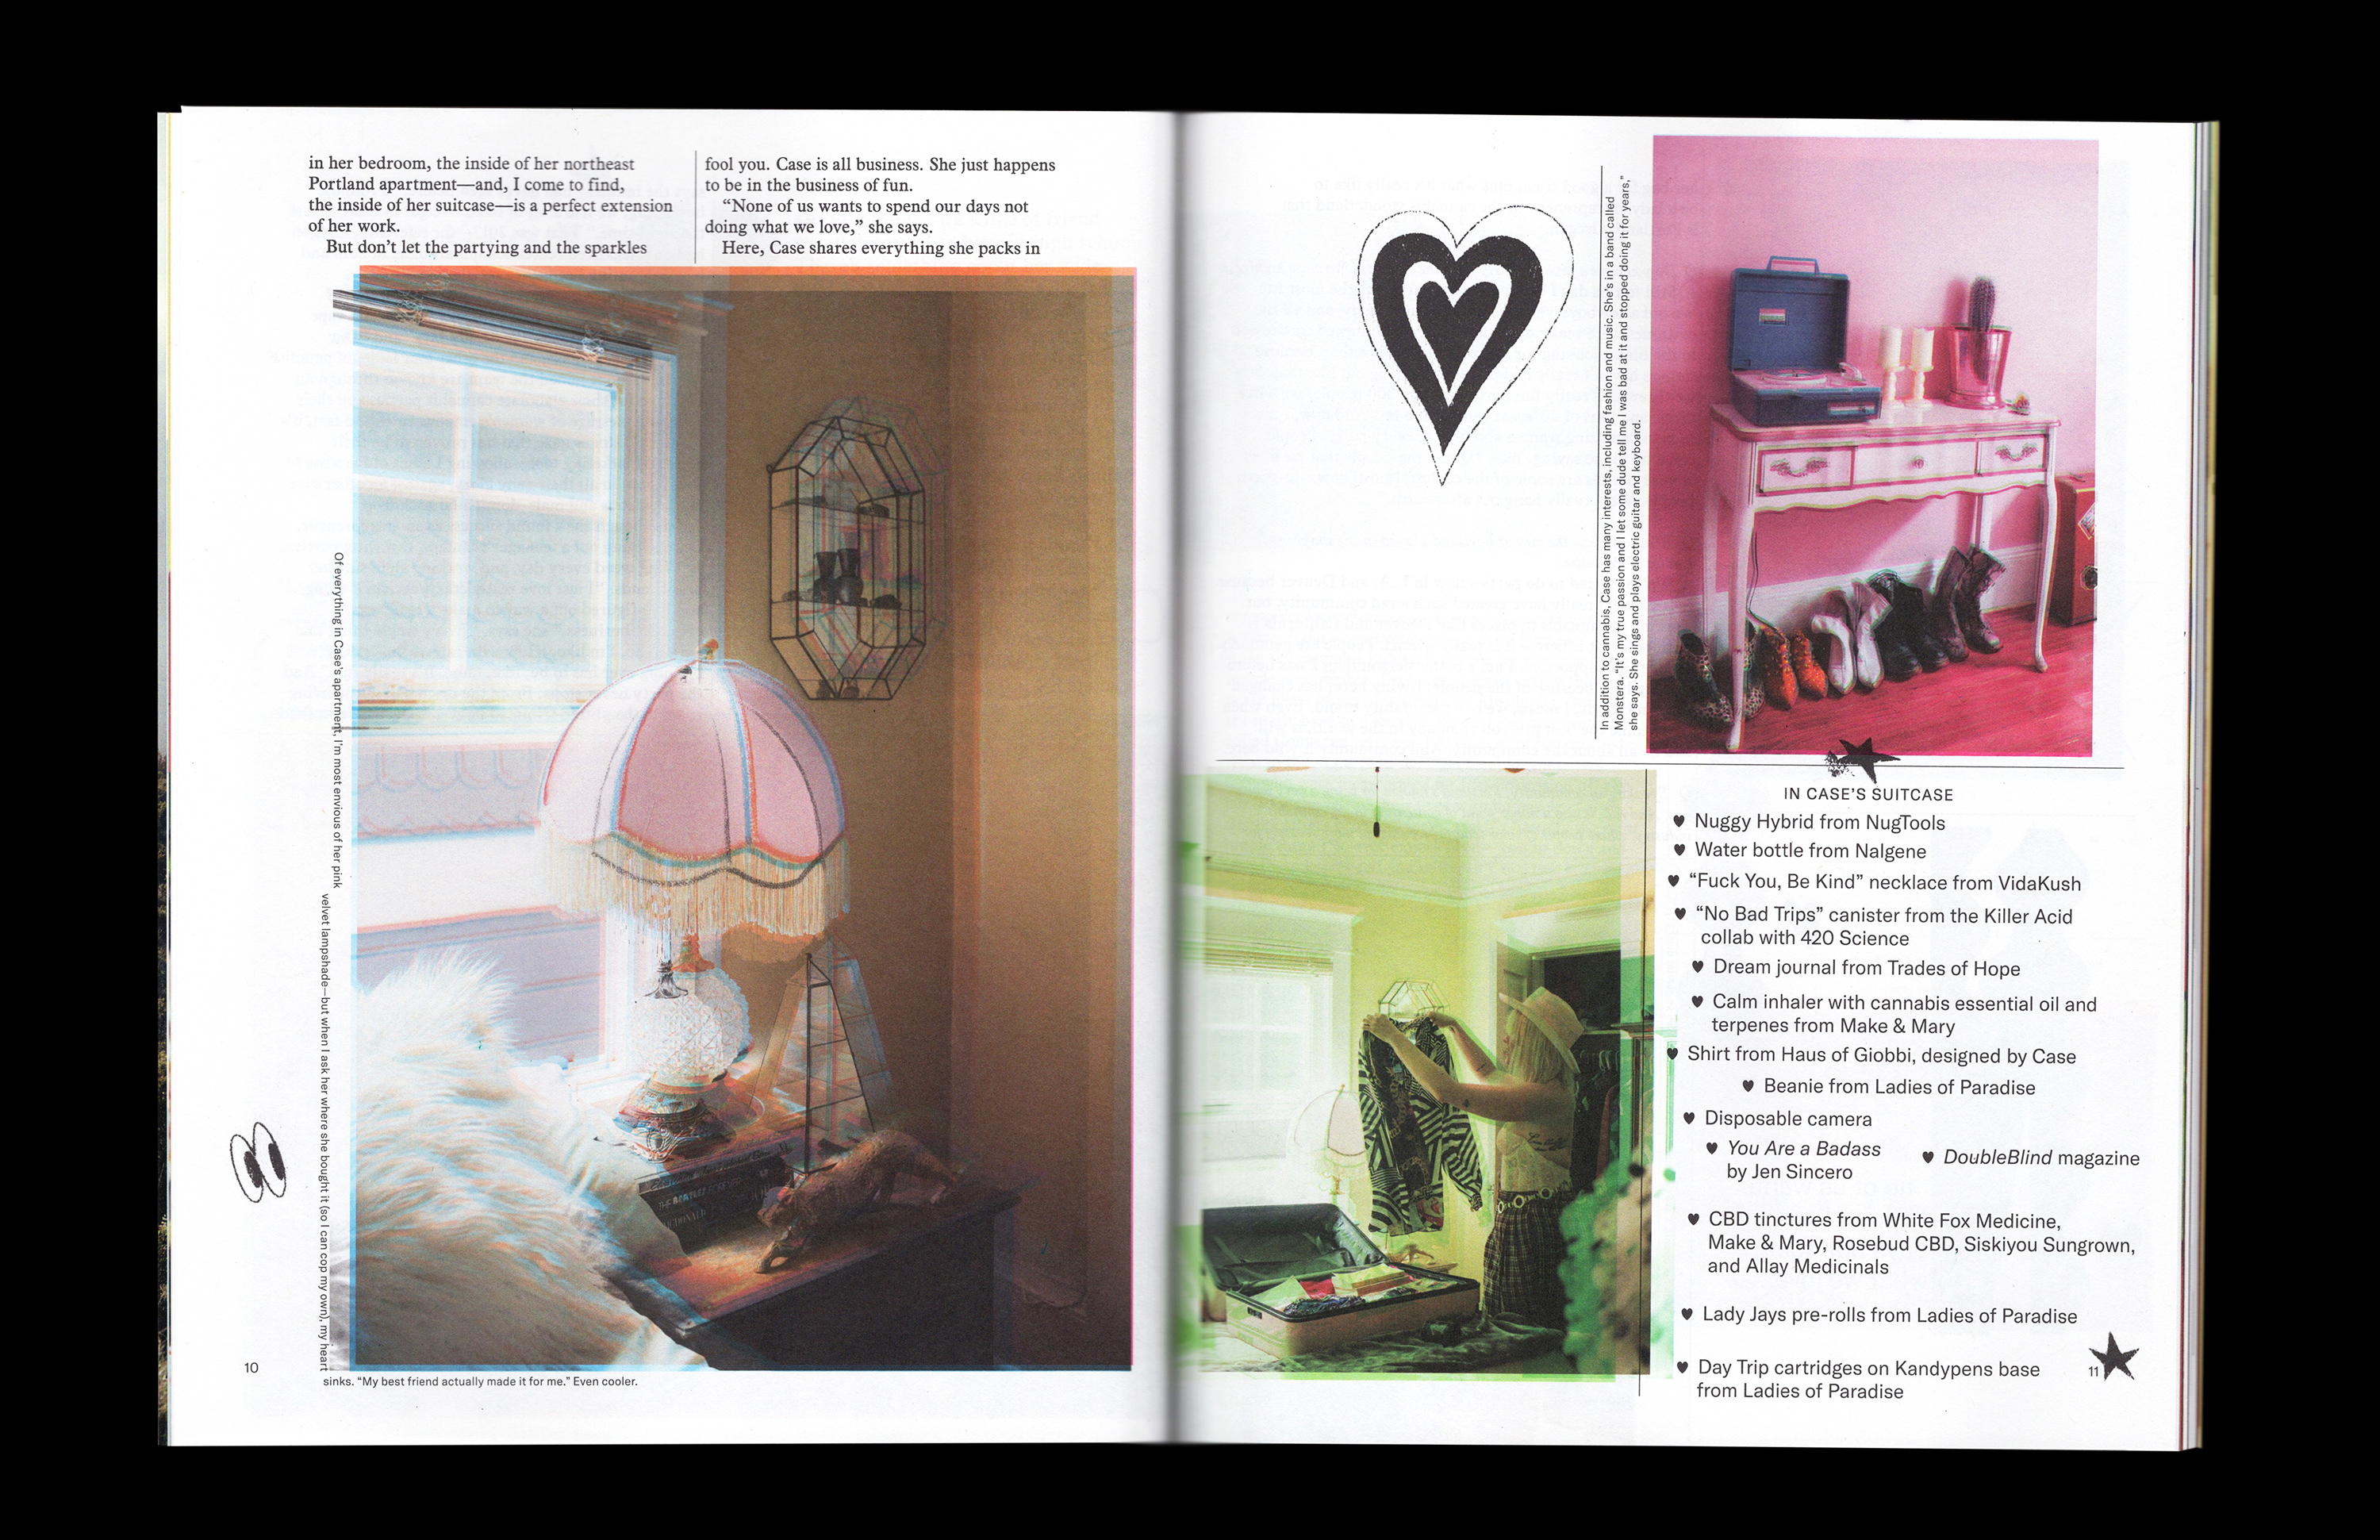 in her bedroom, the inside of her northeast
Portland apartment—and, I come to find,
the inside of her suitcase—is a perfect extension
of her work.
But don’t let the partying and the sparkles
fool you. Case is all business. She just happens
to be in the business of fun.
“None of us wants to spend our days not
doing what we love,” she says.
Here, Case shares everything she packs in
Of everything in Case’s apartment, I’m most envious of her pink
velvet lampshade—but when I ask her where she bought it (so I can cop my own), my heart
sinks. “My best friend actually made it for me.” Even cooler.
THE BEATLES
10
In addition to cannabis, Case has many interests, including fashion and music. She’s in a band called
Monstera. “It’s my true passion and I let some dude tell me I was bad at it and stopped doing it for years,”
she says. She sings and plays electric guitar and keyboard.
IN CASE’S SUITCASE
♥ Nuggy Hybrid from NugTools
♥ Water bottle from Nalgene
♥ “Fuck You, Be Kind” necklace from VidaKush
♥ “No Bad Trips” canister from the Killer Acid
collab with 420 Science
♥ Dream journal from Trades of Hope
♥ Calm inhaler with cannabis essential oil and
terpenes from Make & Mary
♥ Shirt from Haus of Giobbi, designed by Case
♥ Beanie from Ladies of Paradise
♥ Disposable camera
♥ You Are a Badass
by Jen Sincero
♥ DoubleBlind magazine
♥ CBD tinctures from White Fox Medicine,
Make & Mary, Rosebud CBD, Siskiyou Sungrown,
and Allay Medicinals
♥ Lady Jays pre-rolls from Ladies of Paradise
♥ Day Trip cartridges on Kandypens base
from Ladies of Paradise
11